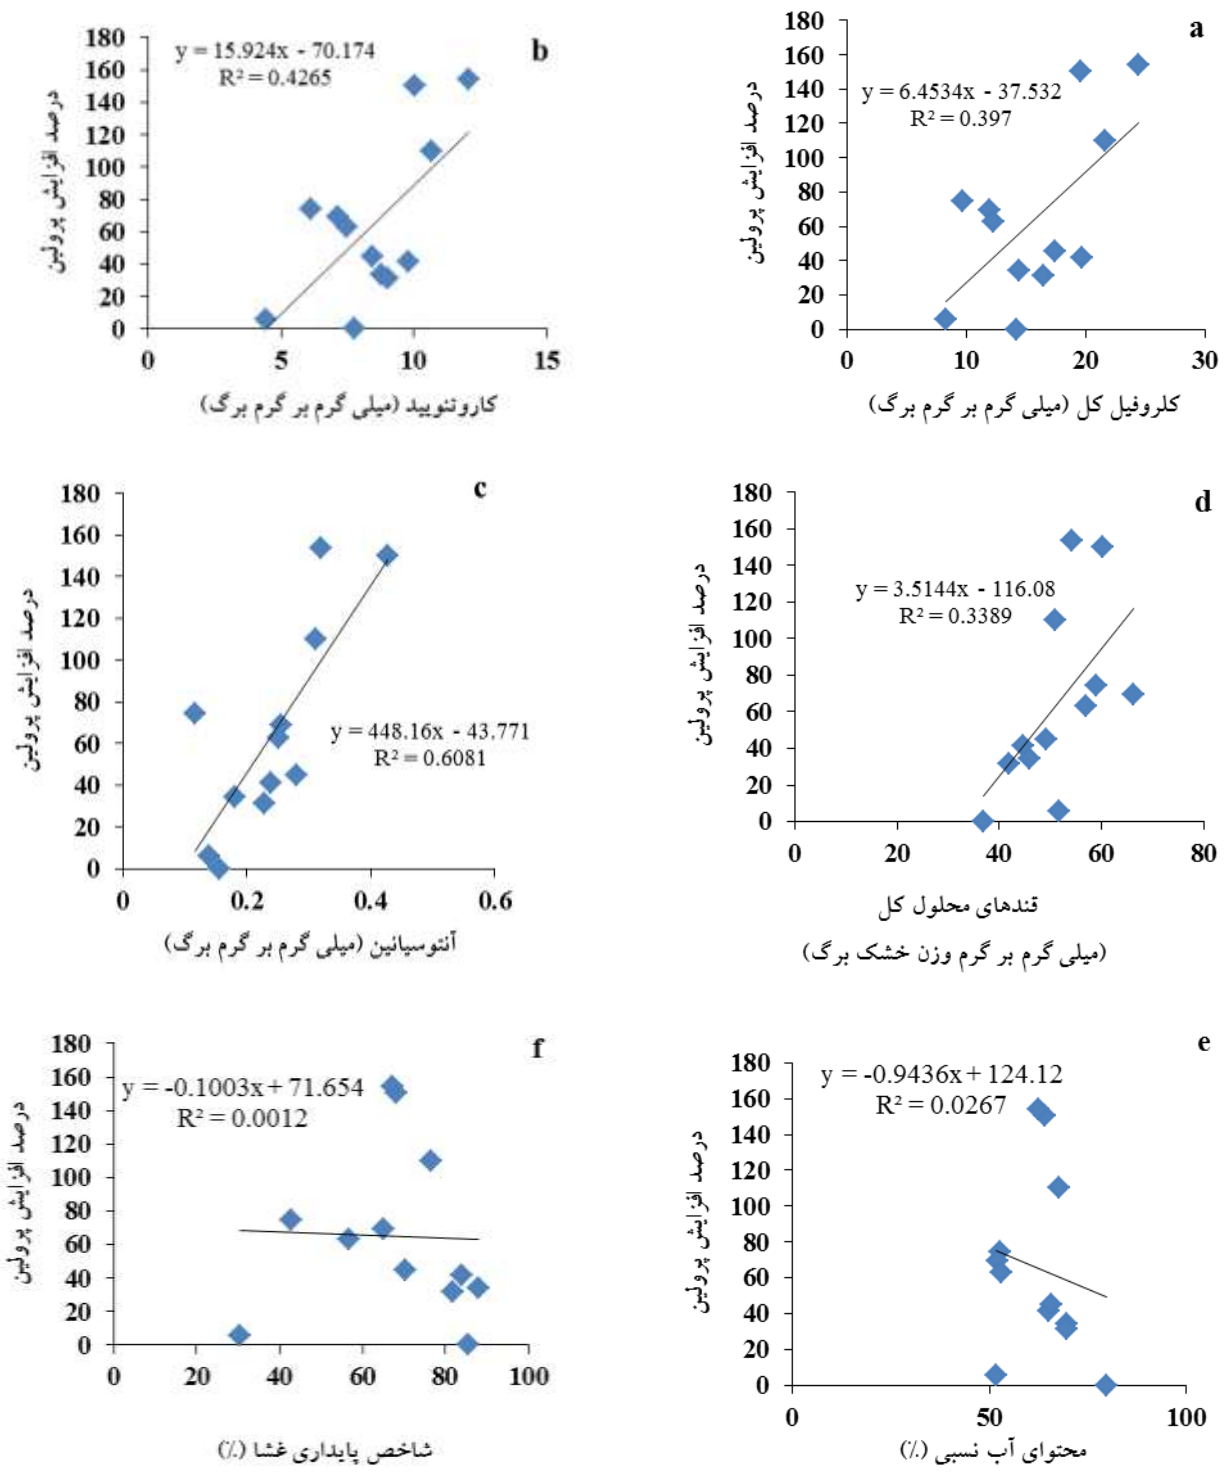 a
y = 6.4534x - 37.532
R² = 0.397
درصد افزایش پرولین
180
160
140
120
100
80
60
40
20
0
0 10 20 30
کلروفیل کل (میلی گرم بر گرم برگ)
b
y = 15.924x - 70.174
R² = 0.4265
درصد افزایش پرولین
180
160
140
120
100
80
60
40
20
0
0 5 10 15
کاروتنویید (میلی گرم بر گرم برگ)
c
y = 448.16x - 43.771
R² = 0.6081
درصد افزایش پرولین
180
160
140
120
100
80
60
40
20
0
0 0.2 0.4 0.6
آنتوسیانین (میلی گرم بر گرم برگ)
d
y = 3.5144x - 116.08
R² = 0.3389
درصد افزایش پرولین
180
160
140
120
100
80
60
40
20
0
0 20 40 60 80
قندهای محلول کل
(میلی گرم بر گرم وزن خشک برگ)
e
y = -0.9436x + 124.12
R² = 0.0267
درصد افزایش پرولین
180
160
140
120
100
80
60
40
20
0
0 50 100
محتوای آب نسبی (٪)
f
y = -0.1003x + 71.654
R² = 0.0012
درصد افزایش پرولین
180
160
140
120
100
80
60
40
20
0
0 20 40 60 80 100
شاخص پایداری غشا (٪)